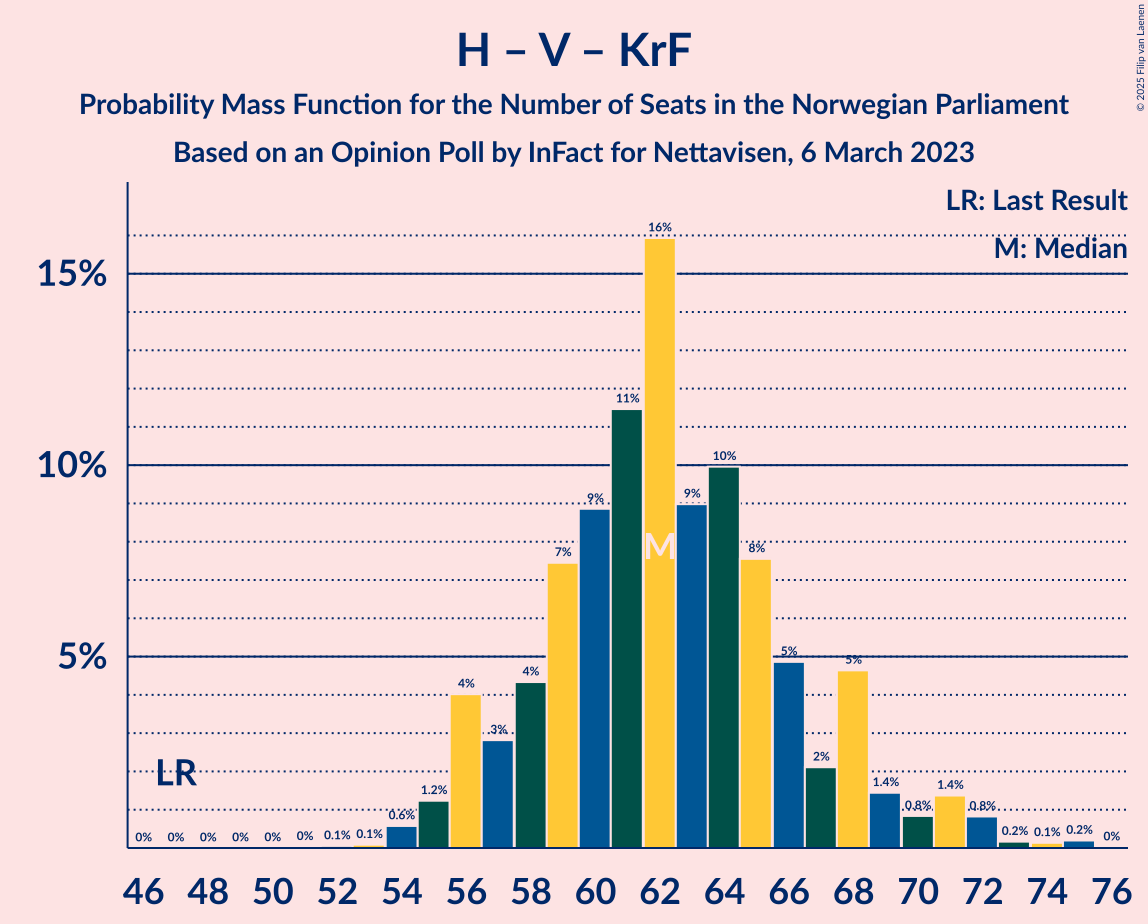 H – V – KrF
Probability Mass Function for the Number of Seats in the Norwegian Parliament
Based on an Opinion Poll by InFact for Nettavisen, 6 March 2023
© 2025 Filip van Laenen
LR: Last Result
M: Median
15%
10%
5%
LR
M
0% 0% 0% 0% 0% 0% 0.1% 0.1% 0.6% 1.2% 4% 3% 4% 7% 9% 11% 16% 9% 10% 8% 5% 2% 5% 1.4% 0.8% 1.4% 0.8% 0.2% 0.1% 0.2% 0%
46 48 50 52 54 56 58 60 62 64 66 68 70 72 74 76